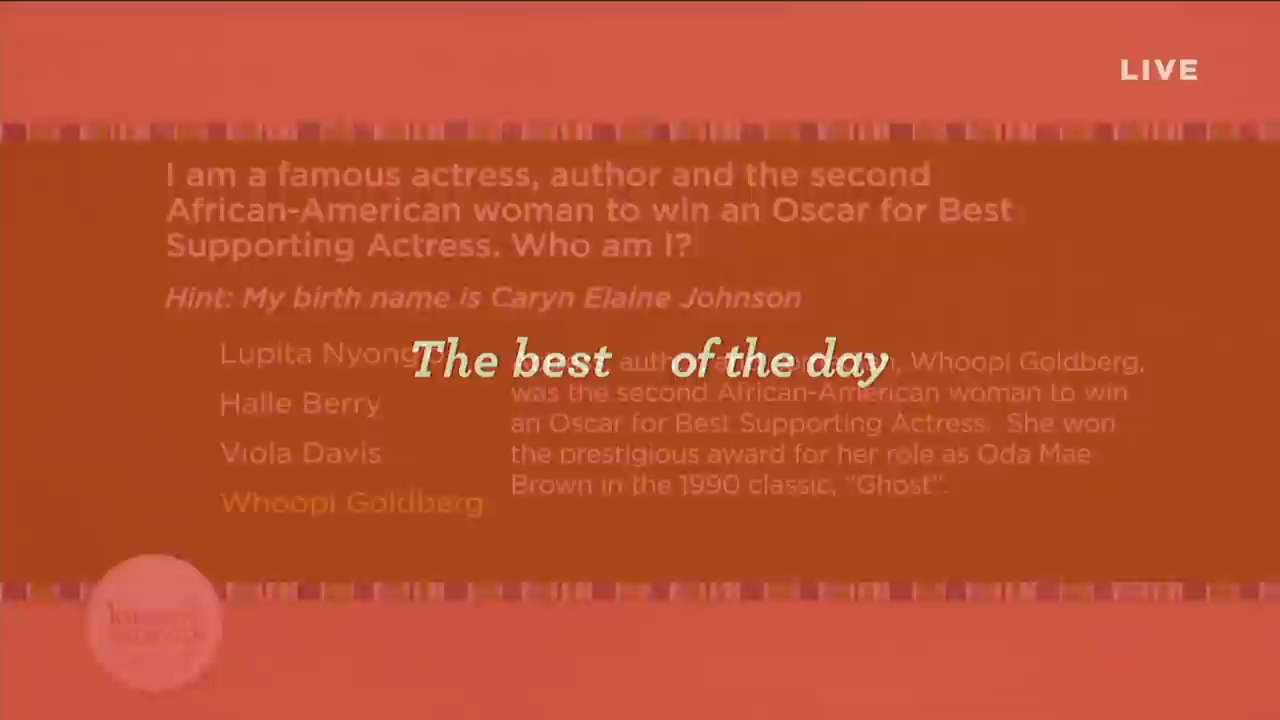 LIVE
I am a famous actress, author and the second
African-American woman to win an Oscar for Best
Supporting Actress. Who am I?
Hint: My birth name is Caryn Elaine Johnson
The best of the day
Lupita Nyong'o
Halle Berry
Viola Davis
Whoopi Goldberg
Whoopi Goldberg,
was the second African-American woman to win
an Oscar for Best Supporting Actress. She won
the prestigious award for her role as Oda Mae
Brown in the 1990 classic, "Ghost".